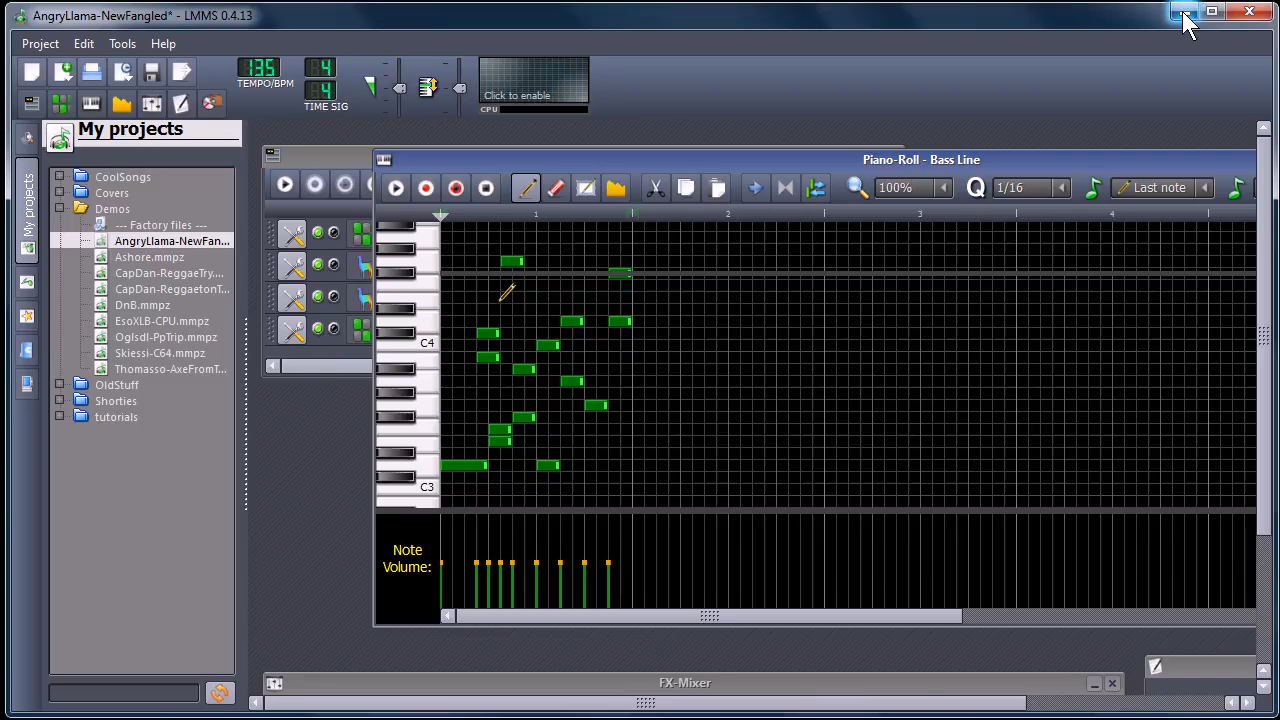 AngryLlama-NewFangled* - LMMS 0.4.13
Project Edit Tools Help
135
TEMPO/BPM
4
4
TIME SIG
Click to enable
CPU
My projects
My projects
CoolSongs
Covers
Demos
--- Factory files ---
AngryLlama-NewFan...
Ashore.mmpz
CapDan-ReggaeTry....
CapDan-ReggaetonT...
DnB.mmpz
EsoXLB-CPU.mmpz
Oglsdl-PpTrip.mmpz
Skiessi-C64.mmpz
Thomasso-AxeFromT...
OldStuff
Shorties
tutorials
Piano-Roll - Bass Line
100%
Q 1/16
Last note
1 2 3 4
C4
C3
Note
Volume:
FX-Mixer